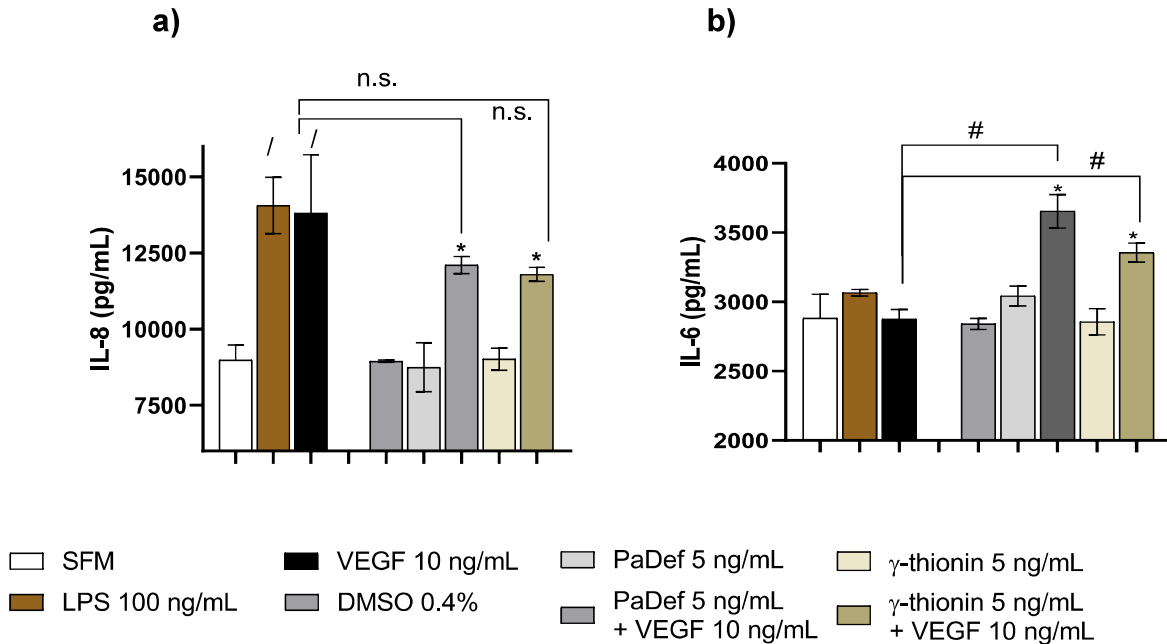 a)
b)
n.s.
n.s.
/
/
#
#
15000
12500
10000
7500
IL-8 (pg/mL)
*
*
4000
3500
3000
2500
2000
IL-6 (pg/mL)
*
*
SFM
LPS 100 ng/mL
VEGF 10 ng/mL
DMSO 0.4%
PaDef 5 ng/mL
PaDef 5 ng/mL
+ VEGF 10 ng/mL
γ-thionin 5 ng/mL
γ-thionin 5 ng/mL
+ VEGF 10 ng/mL